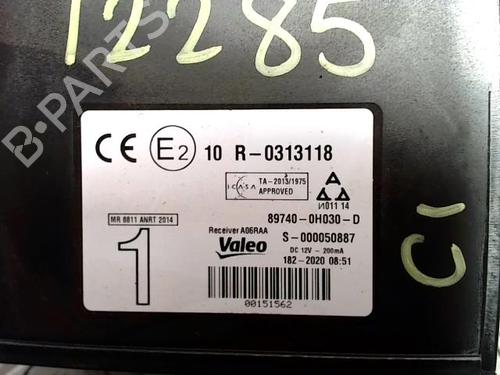 12285
B-PARTS
CE E2 10 R-0313118
ICASA TA-2013/1975
APPROVED
И011 14
MR 8811 ANRT 2014
89740-0H030-D
1
Receiver A06RAA
S-000050887
Valeo
DC 12V - 200mA
182-2020 08:51
00151562
C1